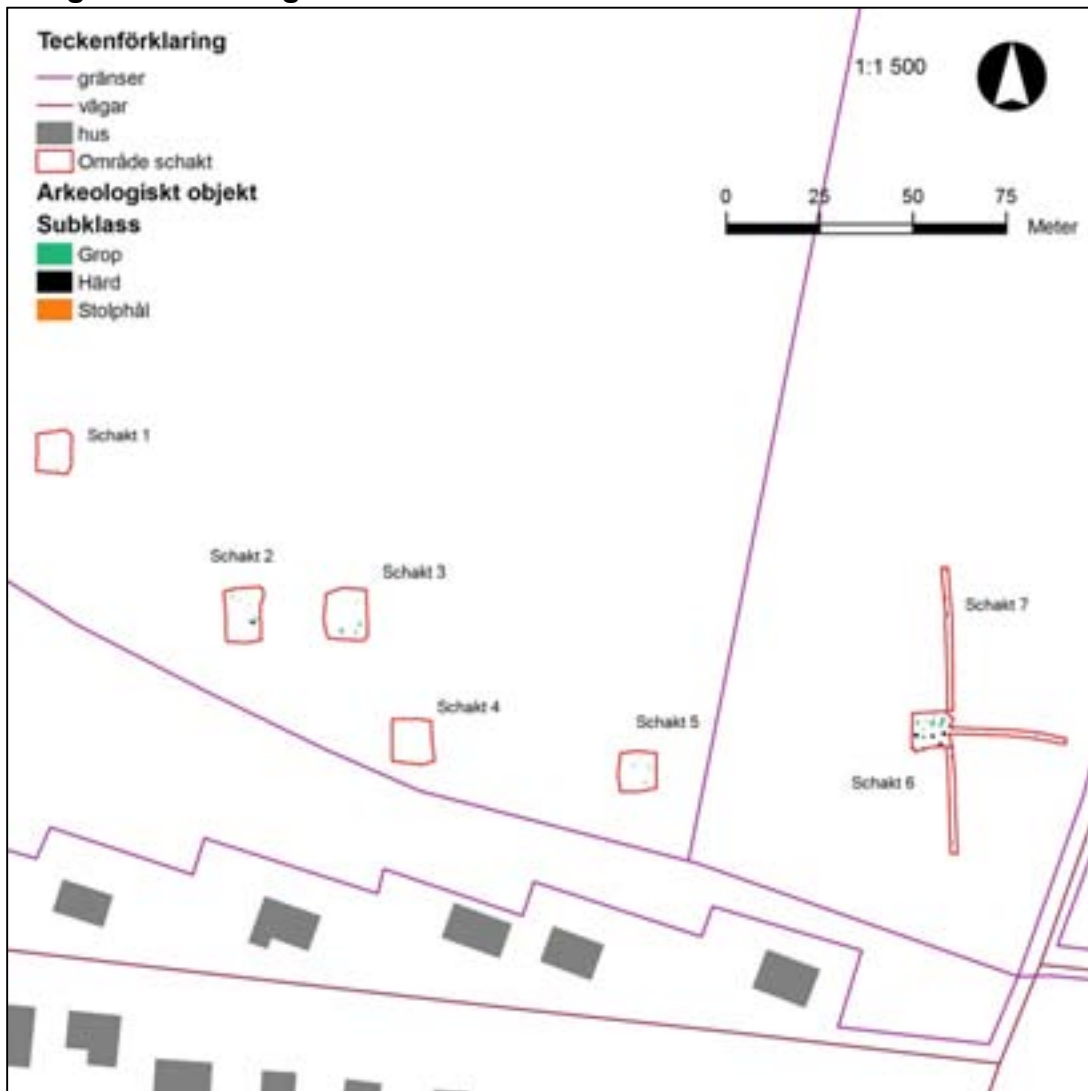 Teckenförklaring
gränser
vägar
hus
Område schakt
Arkeologiskt objekt
Subklass
Grop
Härd
Stolphål
1:1 500
0 25 50 75
Meter
Schakt 1
Schakt 2
Schakt 3
Schakt 4
Schakt 5
Schakt 6
Schakt 7